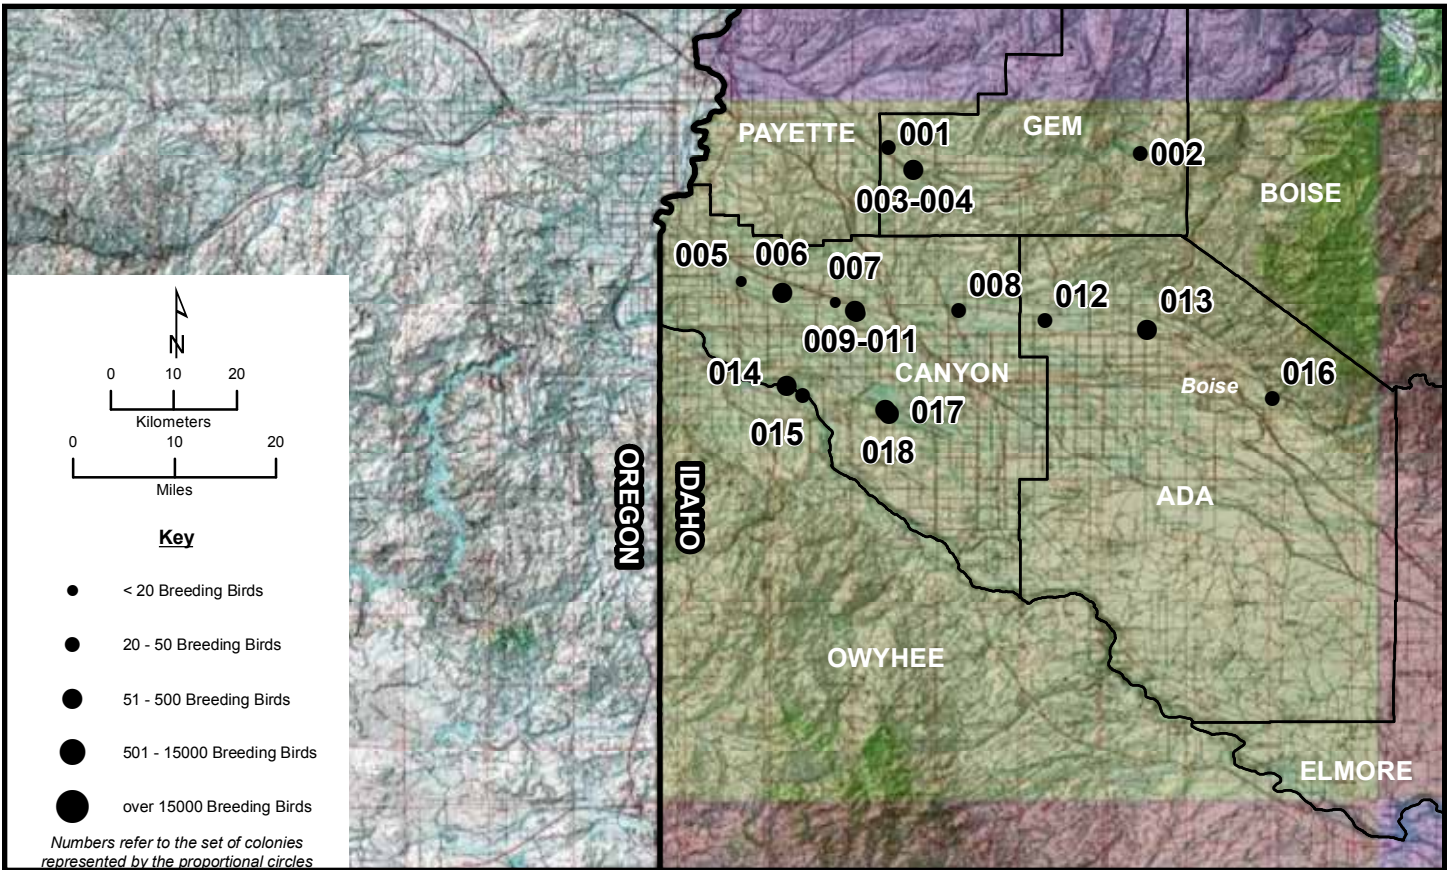 PAYETTE
001
GEM
002
003-004
BOISE
005
006
007
008
012
013
009-011
014
CANYON
Boise
016
015
017
018
OREGON
IDAHO
ADA
OWYHEE
ELMORE
N
0 10 20
Kilometers
0 10 20
Miles
Key
< 20 Breeding Birds
20 - 50 Breeding Birds
51 - 500 Breeding Birds
501 - 15000 Breeding Birds
over 15000 Breeding Birds
Numbers refer to the set of colonies
represented by the proportional circles